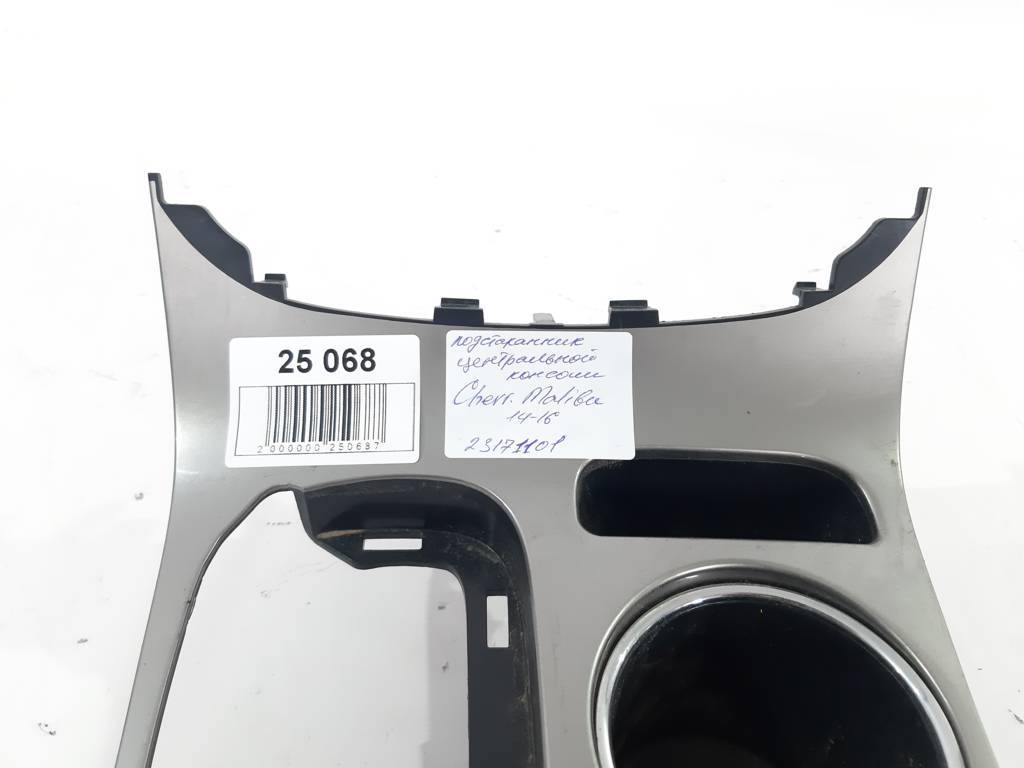 25 068
2 000000 250687
подстаканник
центральной
консоли
Chevr. Malibu
14-16
23171101